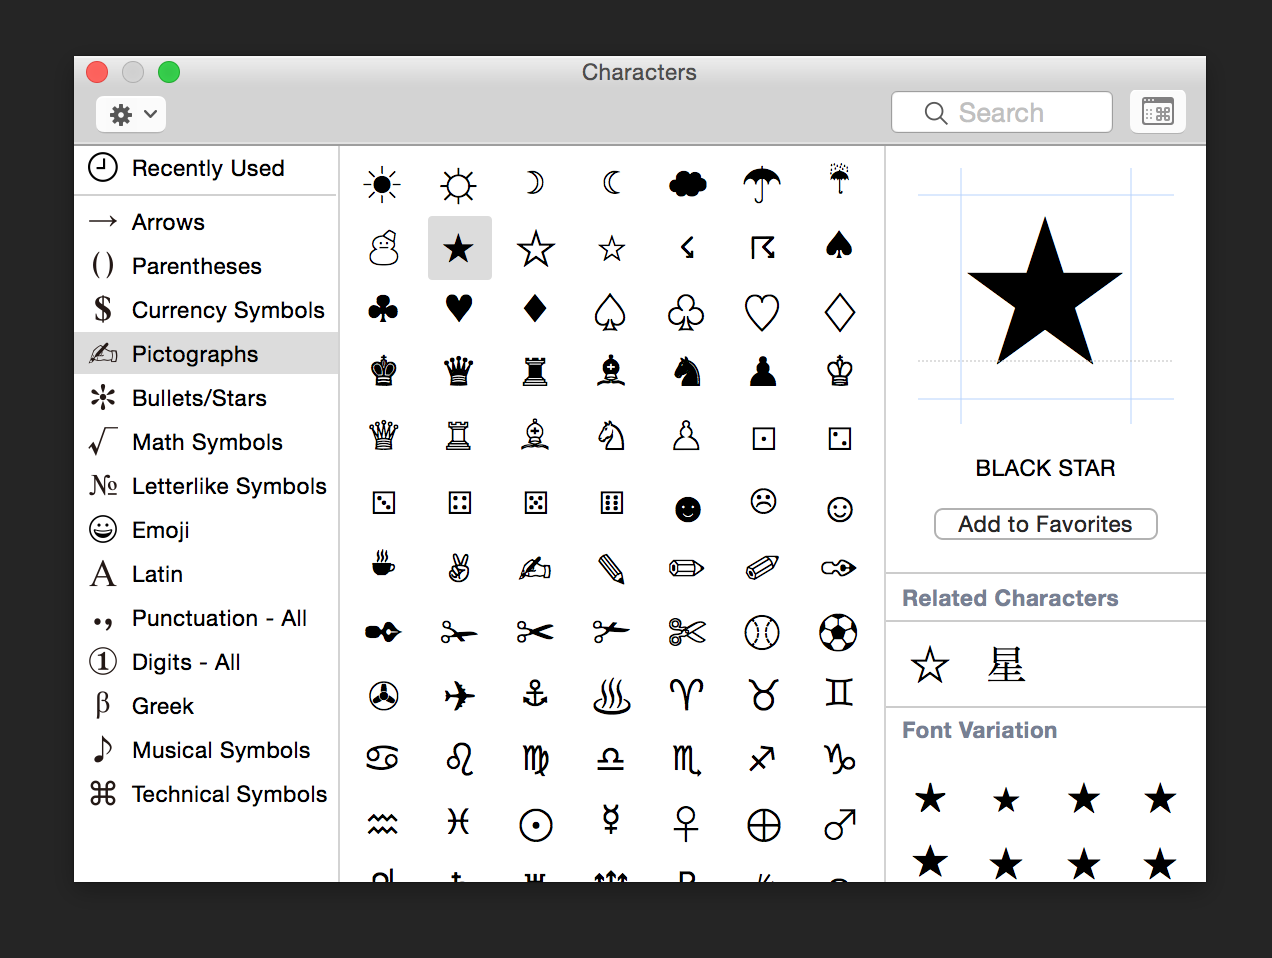 Characters
Search
Recently Used
→ Arrows
( ) Parentheses
$ Currency Symbols
✍ Pictographs
✻ Bullets/Stars
√ Math Symbols
№ Letterlike Symbols
😀 Emoji
A Latin
., Punctuation - All
① Digits - All
β Greek
♪ Musical Symbols
⌘ Technical Symbols
☀ ☼ ☽ ☾ ☁ ☂ ☔
☃ ★ ☆ ⚝ ☇ ☈ ♠
♣ ♥ ♦ ♤ ♧ ♡ ♢
♚ ♛ ♜ ♝ ♞ ♟ ♔
♕ ♖ ♗ ♘ ♙ ⚀ ⚁
⚂ ⚃ ⚄ ⚅ ☻ ☹ ☺
☕ ✌ ✍ ✎ ✏ ✐ ✑
✒ ✁ ✂ ✃ ✄ ⚾ ⚽
✇ ✈ ⚓ ♨ ♈ ♉ ♊
♋ ♌ ♍ ♎ ♏ ♐ ♑
♒ ♓ ☉ ☿ ♀ ⊕ ♂
BLACK STAR
Add to Favorites
Related Characters
☆ 星
Font Variation
★ ★ ★ ★
★ ★ ★ ★